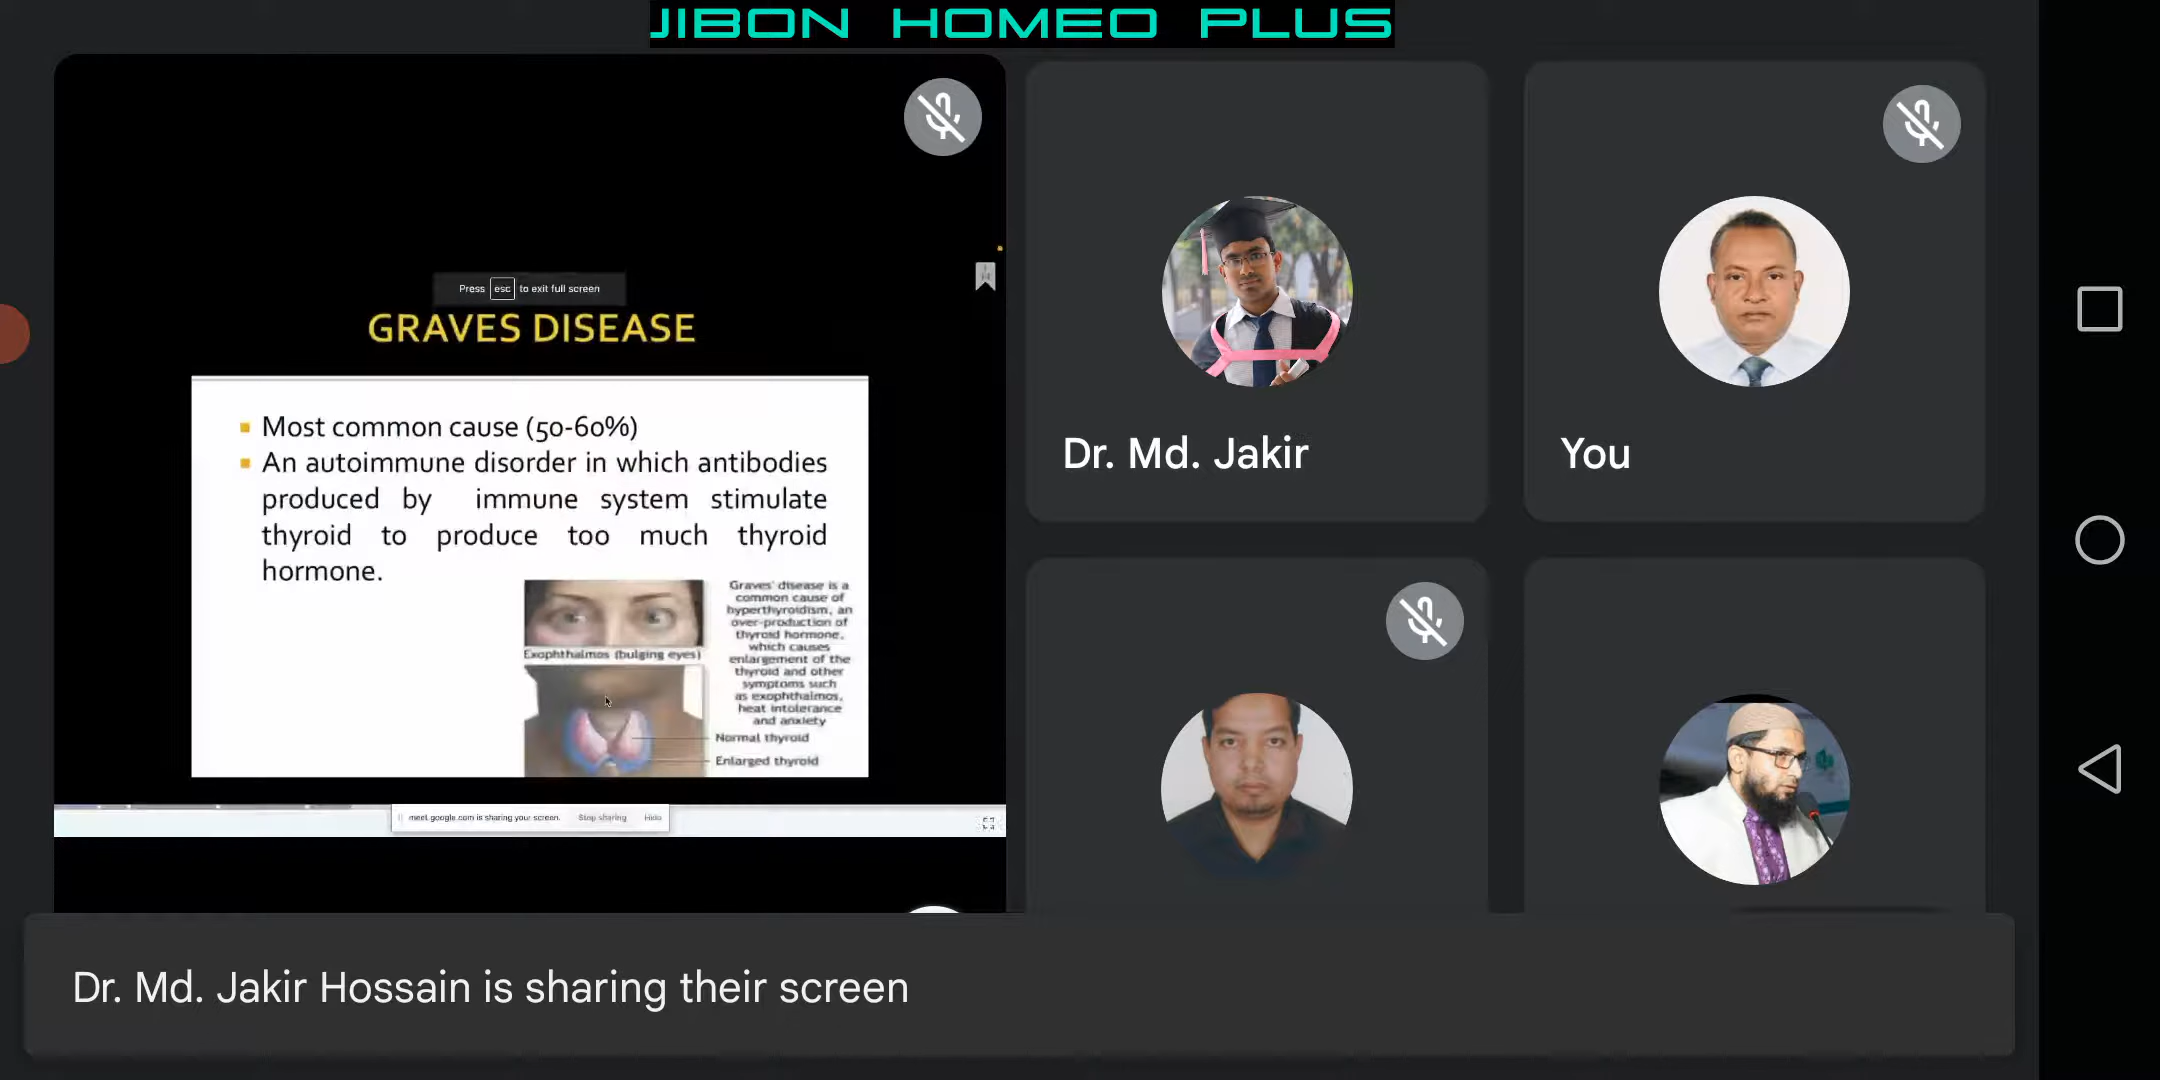 JIBON HOMEO PLUS
Press esc to exit full screen
GRAVES DISEASE
Most common cause (50-60%)
An autoimmune disorder in which antibodies
produced by immune system stimulate
thyroid to produce too much thyroid
hormone.
Exophthalmos (bulging eyes)
Graves' disease is a
common cause of
hyperthyroidism, an
over-production of
thyroid hormone,
which causes
enlargement of the
thyroid and other
symptoms such
as exophthalmos,
heat intolerance
and anxiety
Normal thyroid
Enlarged thyroid
meet.google.com is sharing your screen. Stop sharing Hide
Dr. Md. Jakir
You
Dr. Md. Jakir Hossain is sharing their screen